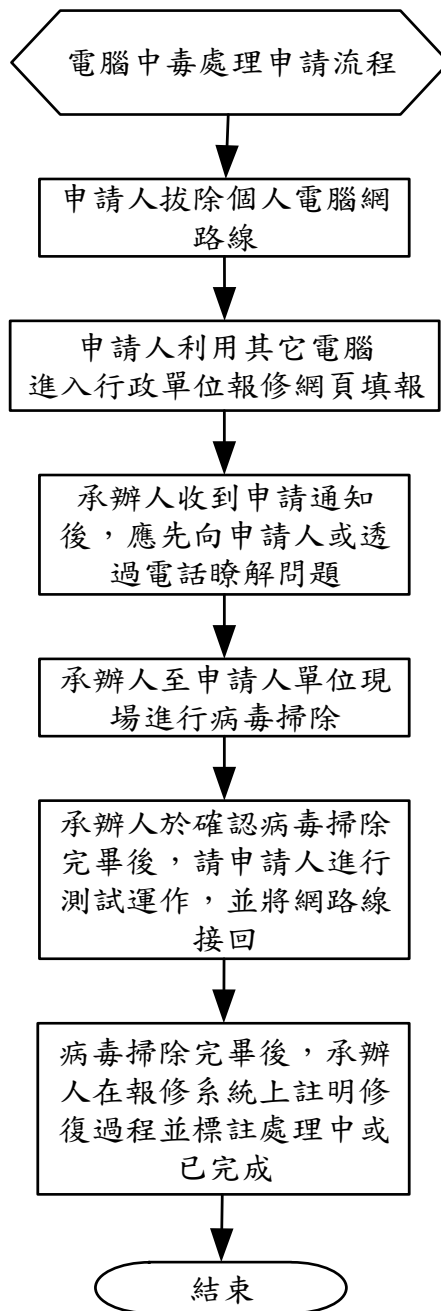 電腦中毒處理申請流程
申請人拔除個人電腦網
路線
申請人利用其它電腦
進入行政單位報修網頁填報
承辦人收到申請通知
後，應先向申請人或透
過電話瞭解問題
承辦人至申請人單位現
場進行病毒掃除
承辦人於確認病毒掃除
完畢後，請申請人進行
測試運作，並將網路線
接回
病毒掃除完畢後，承辦
人在報修系統上註明修
復過程並標註處理中或
已完成
結束